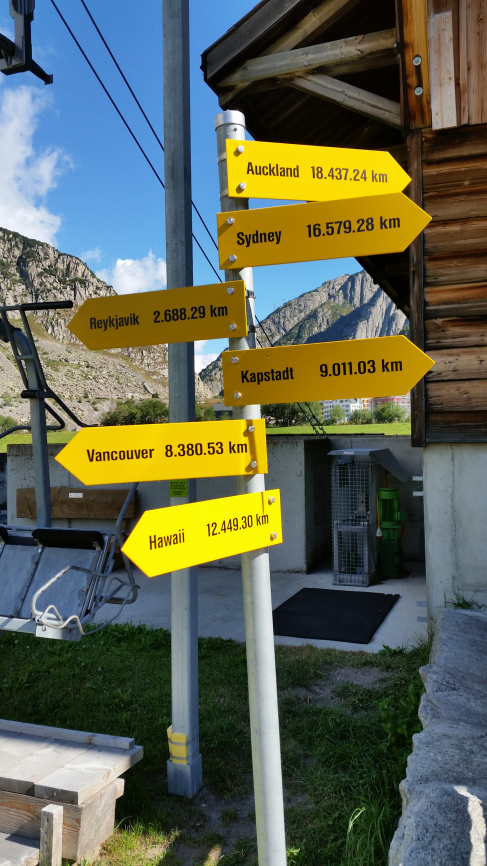 Auckland 18.437.24 km
Sydney 16.579.28 km
Reykjavik 2.688.29 km
Kapstadt 9.011.03 km
Vancouver 8.380.53 km
Hawaii 12.449.30 km